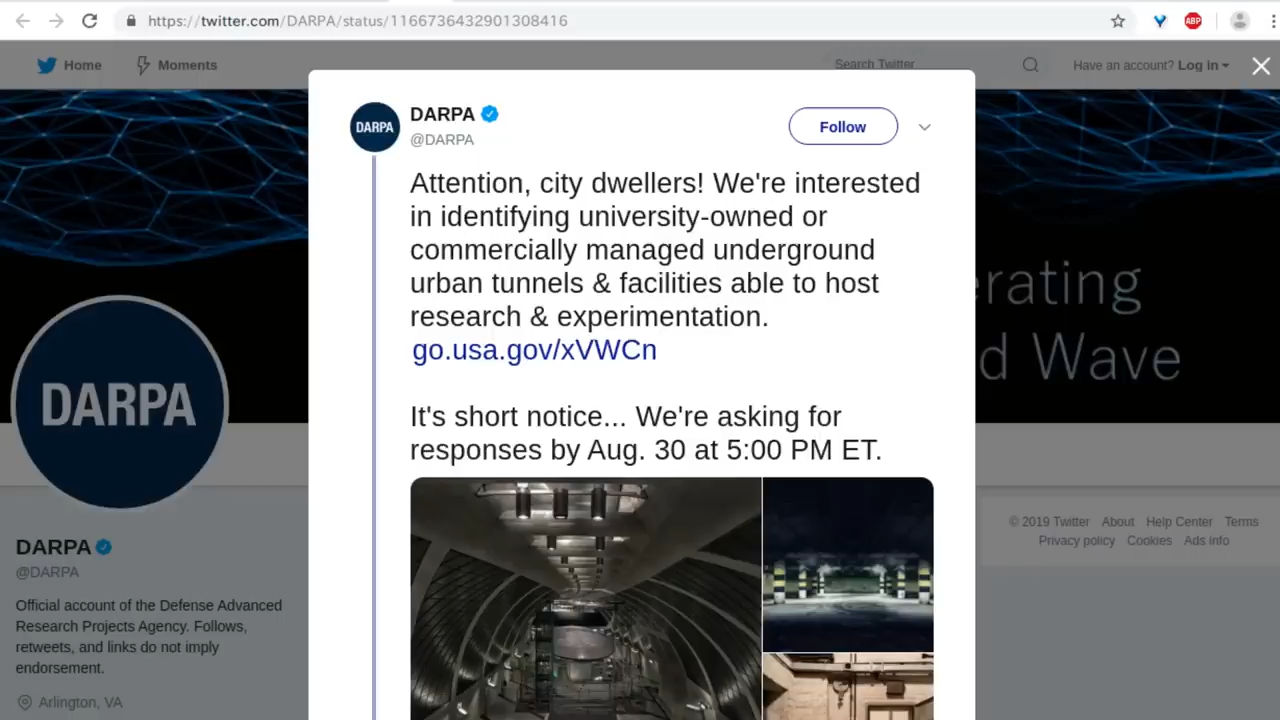 https://twitter.com/DARPA/status/1166736432901308416
ABP
Home
Moments
Search Twitter
Have an account? Log in
DARPA
DARPA
@DARPA
Follow
Attention, city dwellers! We're interested
in identifying university-owned or
commercially managed underground
urban tunnels & facilities able to host
research & experimentation.
go.usa.gov/xVWCn
It's short notice... We're asking for
responses by Aug. 30 at 5:00 PM ET.
erating
d Wave
DARPA
DARPA
@DARPA
Official account of the Defense Advanced
Research Projects Agency. Follows,
retweets, and links do not imply
endorsement.
Arlington, VA
© 2019 Twitter About Help Center Terms
Privacy policy Cookies Ads info